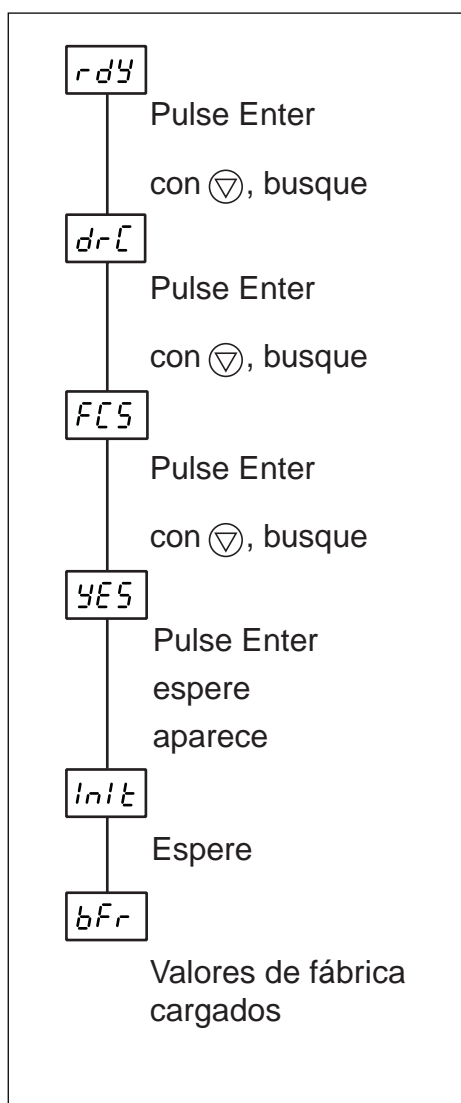 rdY
Pulse Enter
con , busque
drC
Pulse Enter
con , busque
FCS
Pulse Enter
con , busque
YES
Pulse Enter
espere
aparece
InIt
Espere
bFr
Valores de fábrica
cargados